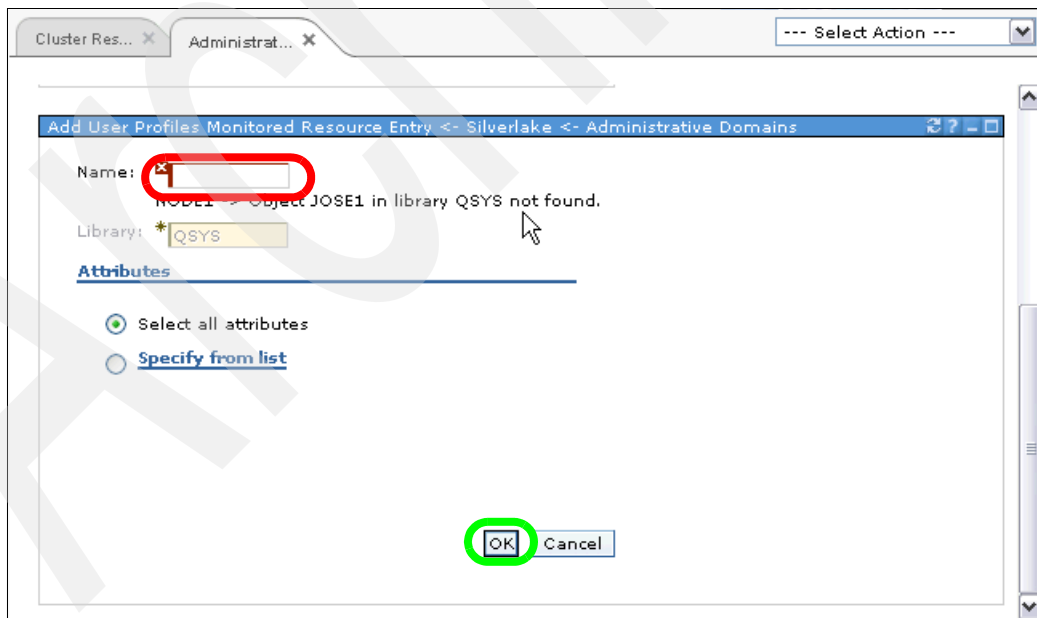 Cluster Res... Administrat... --- Select Action ---
Add User Profiles Monitored Resource Entry <- Silverlake <- Administrative Domains
Name:
NODE1 -> Object JOSE1 in library QSYS not found.
Library: * QSYS
Attributes
Select all attributes
Specify from list
OK Cancel